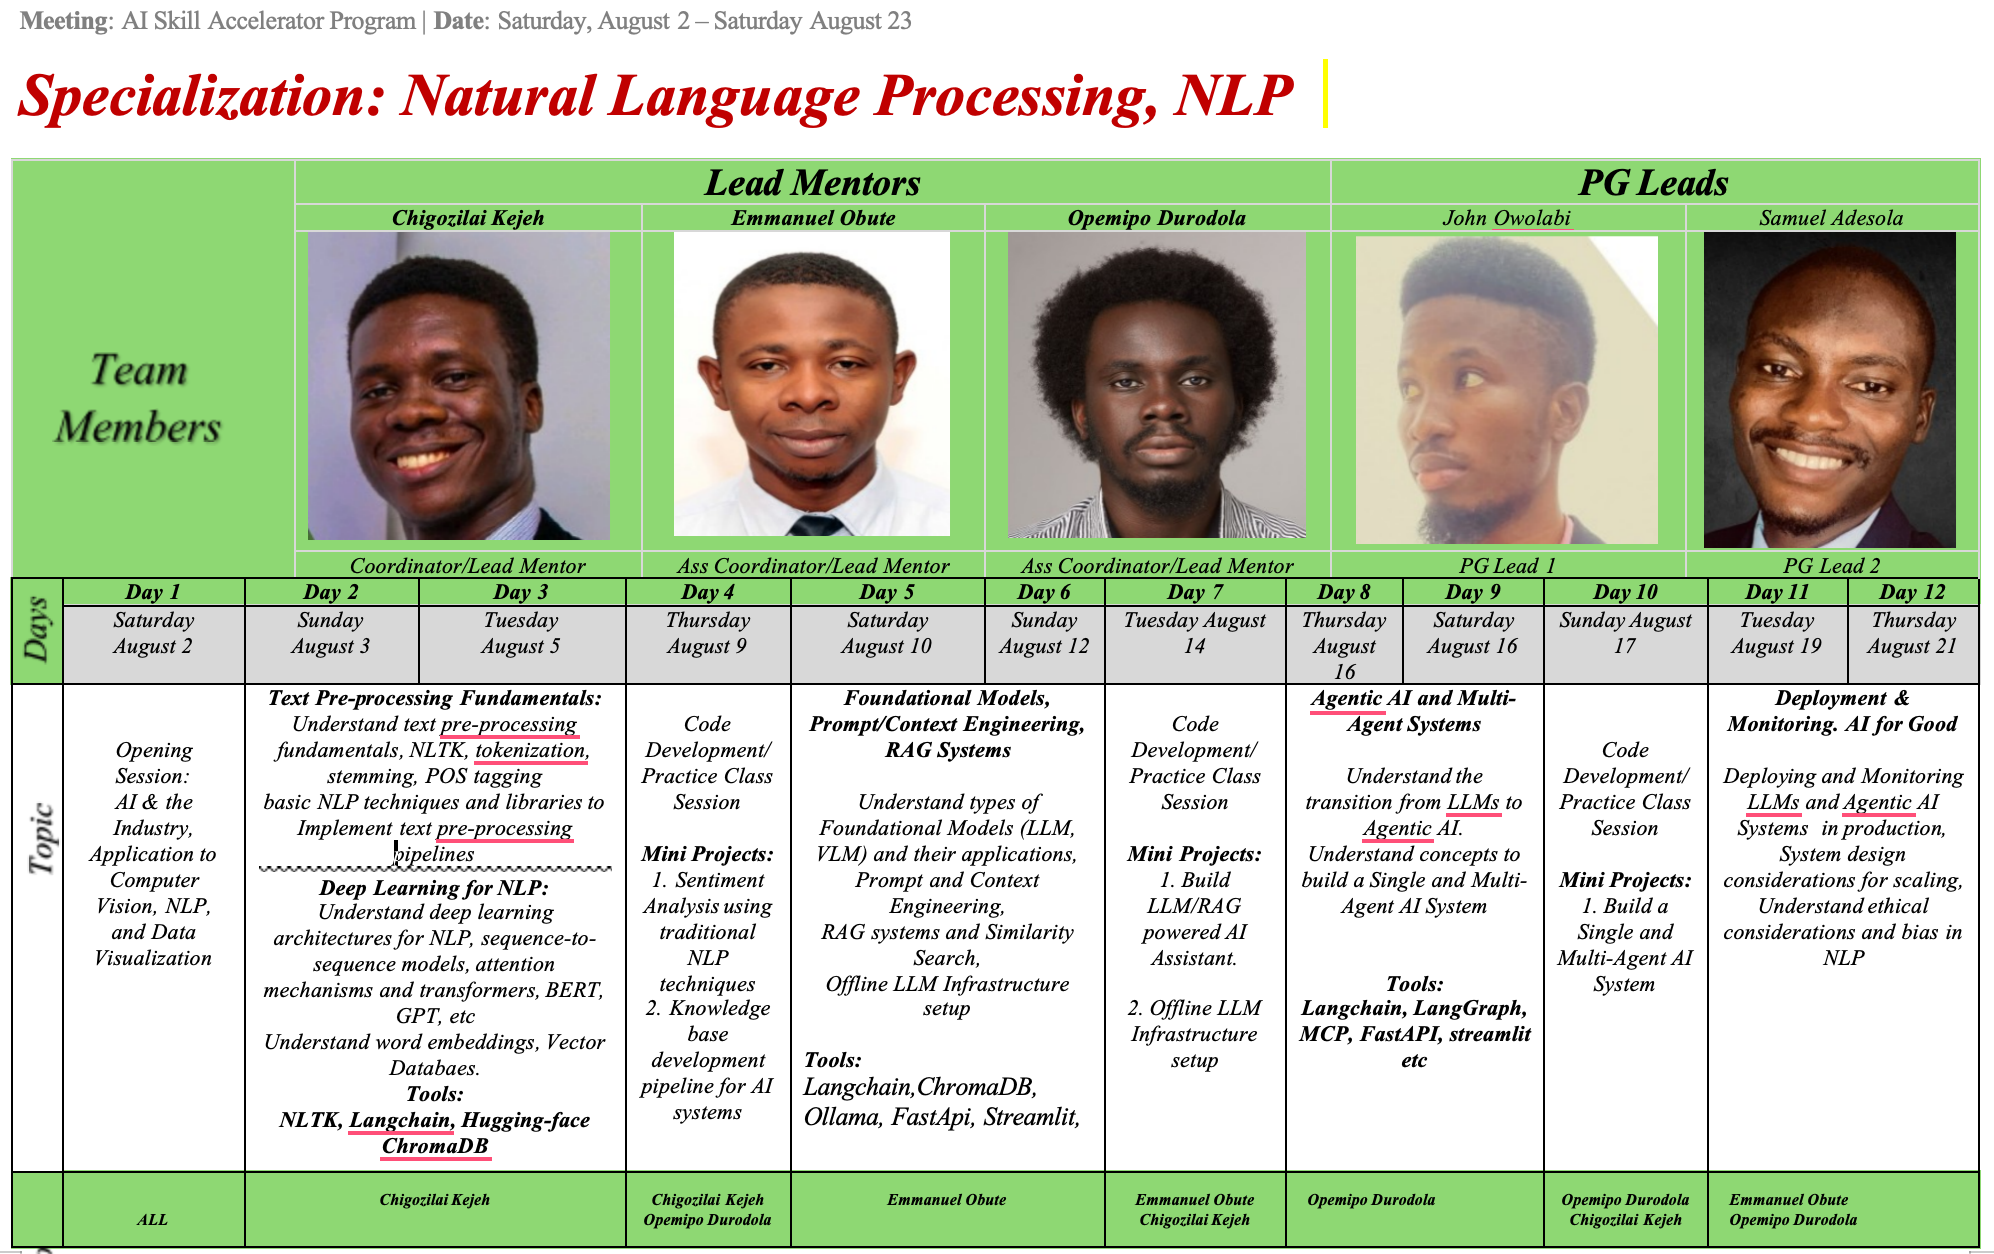 Meeting: AI Skill Accelerator Program | Date: Saturday, August 2 – Saturday August 23
Specialization: Natural Language Processing, NLP
Lead Mentors
PG Leads
Chigozilai Kejeh
Emmanuel Obute
Opemipo Durodola
John Owolabi
Samuel Adesola
Team
Members
Coordinator/Lead Mentor
Ass Coordinator/Lead Mentor
Ass Coordinator/Lead Mentor
PG Lead 1
PG Lead 2
Days
Day 1
Day 2
Day 3
Day 4
Day 5
Day 6
Day 7
Day 8
Day 9
Day 10
Day 11
Day 12
Saturday
August 2
Sunday
August 3
Tuesday
August 5
Thursday
August 9
Saturday
August 10
Sunday
August 12
Tuesday August
14
Thursday
August
16
Saturday
August 16
Sunday August
17
Tuesday
August 19
Thursday
August 21
Topic
Opening
Session:
AI & the
Industry,
Application to
Computer
Vision, NLP,
and Data
Visualization
Text Pre-processing Fundamentals:
Understand text pre-processing
fundamentals, NLTK, tokenization,
stemming, POS tagging
basic NLP techniques and libraries to
Implement text pre-processing
pipelines
Deep Learning for NLP:
Understand deep learning
architectures for NLP, sequence-to-
sequence models, attention
mechanisms and transformers, BERT,
GPT, etc
Understand word embeddings, Vector
Databaes.
Tools:
NLTK, Langchain, Hugging-face
ChromaDB
Code
Development/
Practice Class
Session
Mini Projects:
1. Sentiment
Analysis using
traditional
NLP
techniques
2. Knowledge
base
development
pipeline for AI
systems
Foundational Models,
Prompt/Context Engineering,
RAG Systems
Understand types of
Foundational Models (LLM,
VLM) and their applications,
Prompt and Context
Engineering,
RAG systems and Similarity
Search,
Offline LLM Infrastructure
setup
Tools:
Langchain,ChromaDB,
Ollama, FastApi, Streamlit,
Code
Development/
Practice Class
Session
Mini Projects:
1. Build
LLM/RAG
powered AI
Assistant.
2. Offline LLM
Infrastructure
setup
Agentic AI and Multi-
Agent Systems
Understand the
transition from LLMs to
Agentic AI.
Understand concepts to
build a Single and Multi-
Agent AI System
Tools:
Langchain, LangGraph,
MCP, FastAPI, streamlit
etc
Code
Development/
Practice Class
Session
Mini Projects:
1. Build a
Single and
Multi-Agent AI
System
Deployment &
Monitoring. AI for Good
Deploying and Monitoring
LLMs and Agentic AI
Systems in production,
System design
considerations for scaling,
Understand ethical
considerations and bias in
NLP
ALL
Chigozilai Kejeh
Chigozilai Kejeh
Opemipo Durodola
Emmanuel Obute
Emmanuel Obute
Chigozilai Kejeh
Opemipo Durodola
Opemipo Durodola
Chigozilai Kejeh
Emmanuel Obute
Opemipo Durodola